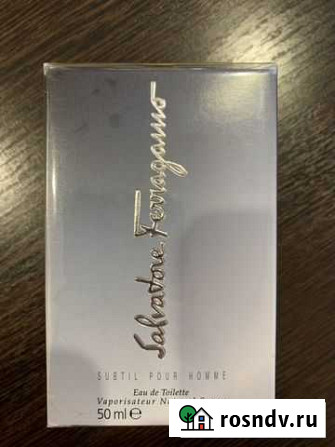 Salvatore Ferragamo
SUBTIL POUR HOMME
Eau de Toilette
Vaporisateur
50 ml e
rosndv.ru